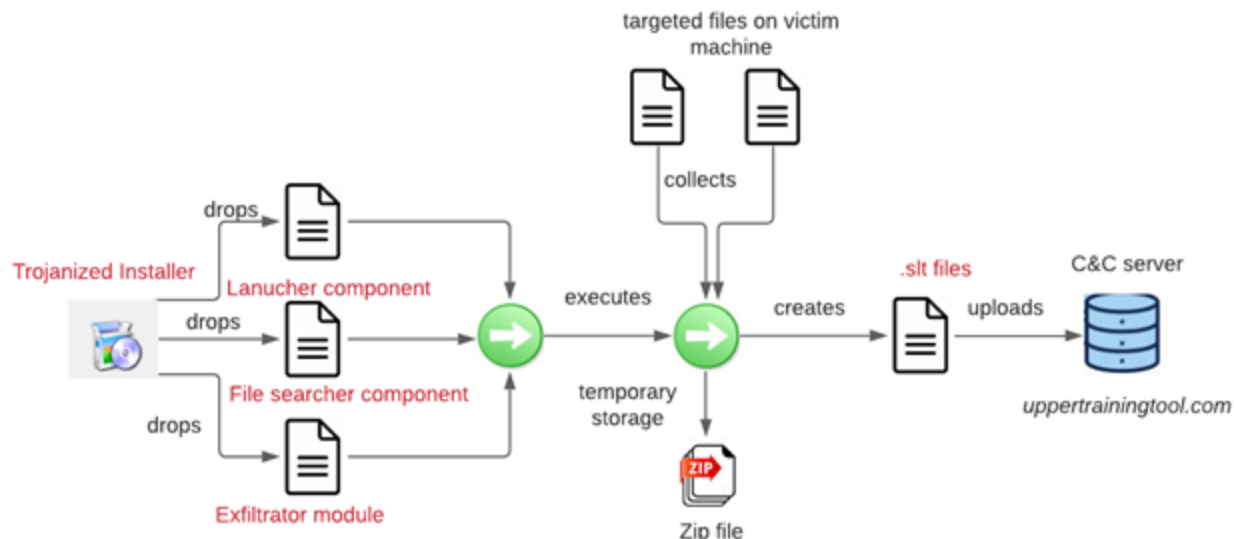 targeted files on victim
machine
collects
drops
Trojanized Installer
Lanucher component
drops
File searcher component
drops
Exfiltrator module
executes
creates
.slt files
uploads
C&C server
uppertrainingtool.com
temporary
storage
ZIP
Zip file